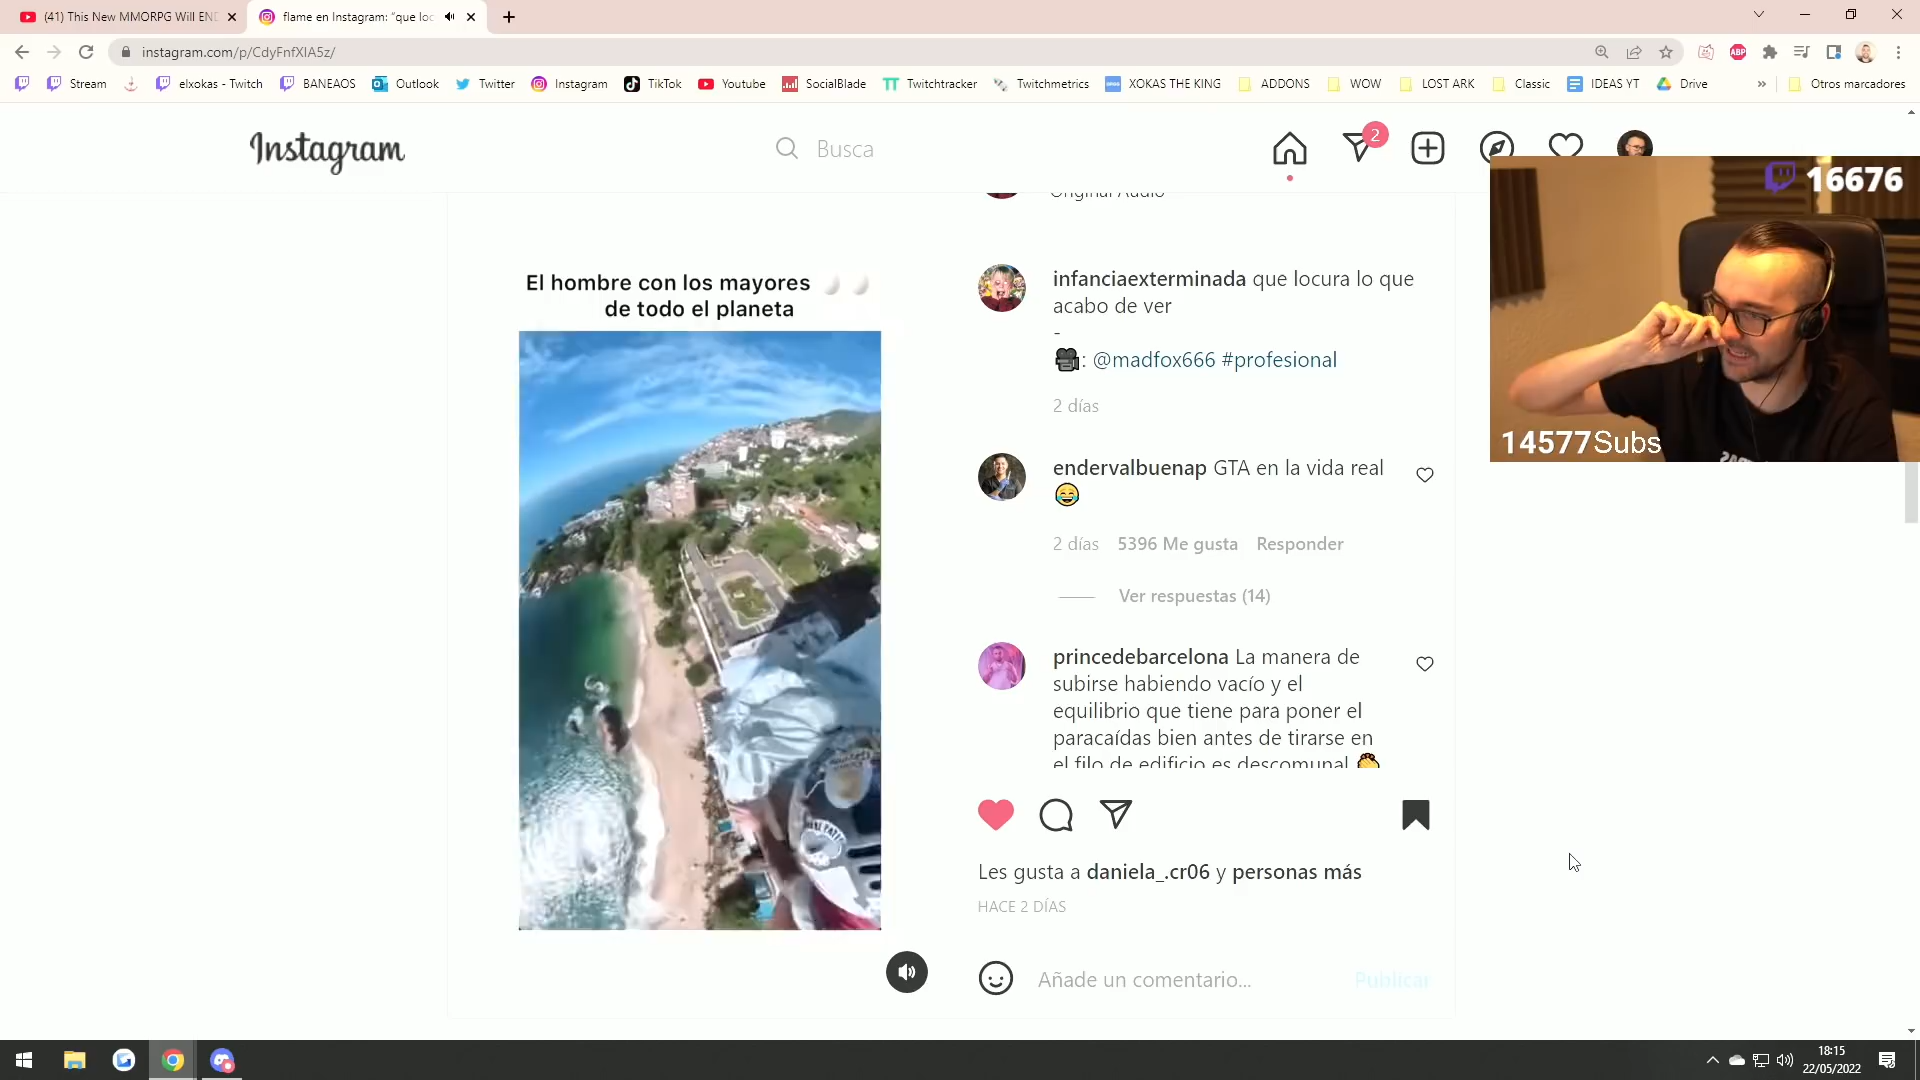 (41) This New MMORPG Will END
flame en Instagram: "que loc
instagram.com/p/CdyFnfXIA5z/
ABP
Stream
elxokas - Twitch
BANEAOS
Outlook
Twitter
Instagram
TikTok
Youtube
SocialBlade
Twitchtracker
Twitchmetrics
XOKAS THE KING
ADDONS
WOW
LOST ARK
Classic
IDEAS YT
Drive
»
Otros marcadores
Instagram
Busca
2
16676
14577Subs
El hombre con los mayores
de todo el planeta
Original Audio
infanciaexterminada que locura lo que
acabo de ver
-
🎥: @madfox666 #profesional
2 días
endervalbuenap GTA en la vida real
😂
2 días 5396 Me gusta Responder
Ver respuestas (14)
princedebarcelona La manera de
subirse habiendo vacío y el
equilibrio que tiene para poner el
paracaídas bien antes de tirarse en
el filo de edificio es descomunal 👏
Les gusta a daniela_.cr06 y personas más
HACE 2 DÍAS
Añade un comentario...
Publicar
18:15
22/05/2022